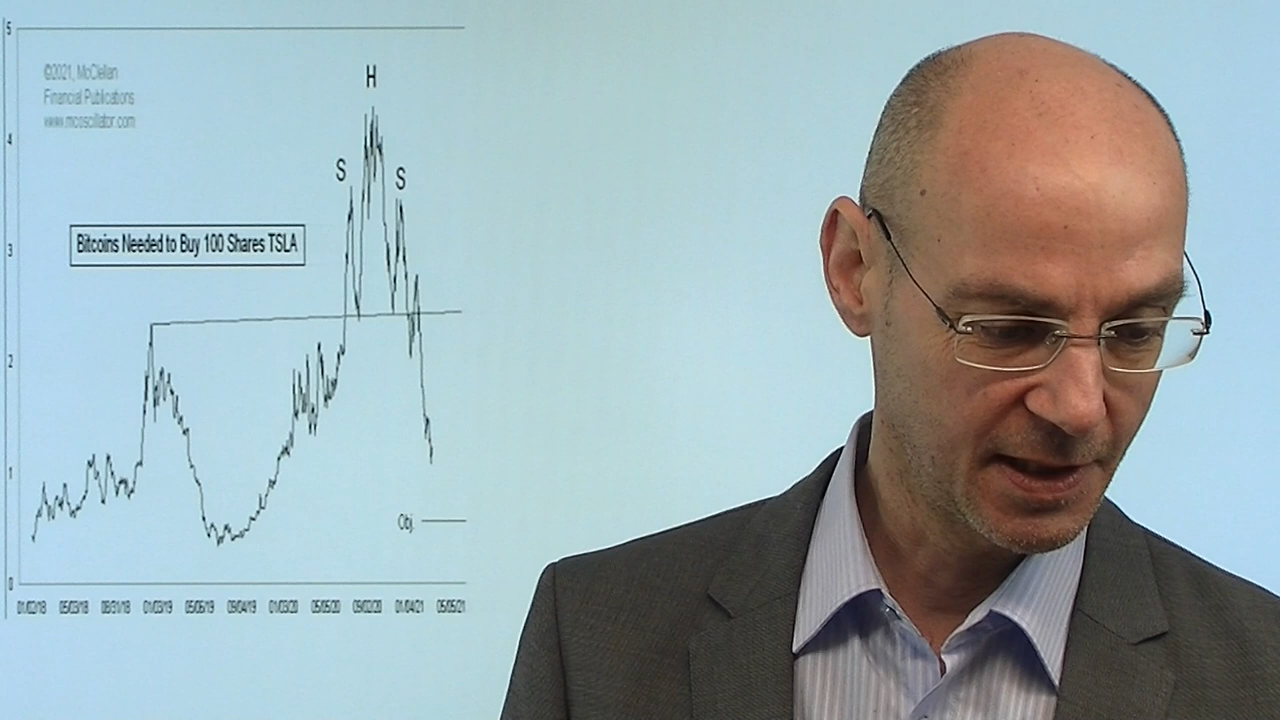 5
©2021, McClellan
Financial Publications
www.mcoscillator.com
H
4
S
S
Bitcoins Needed to Buy 100 Shares TSLA
3
2
1
Obj.
0
01/02/18 05/03/18 08/31/18 01/03/19 05/06/19 09/04/19 01/03/20 05/05/20 09/02/20 01/04/21 05/05/21